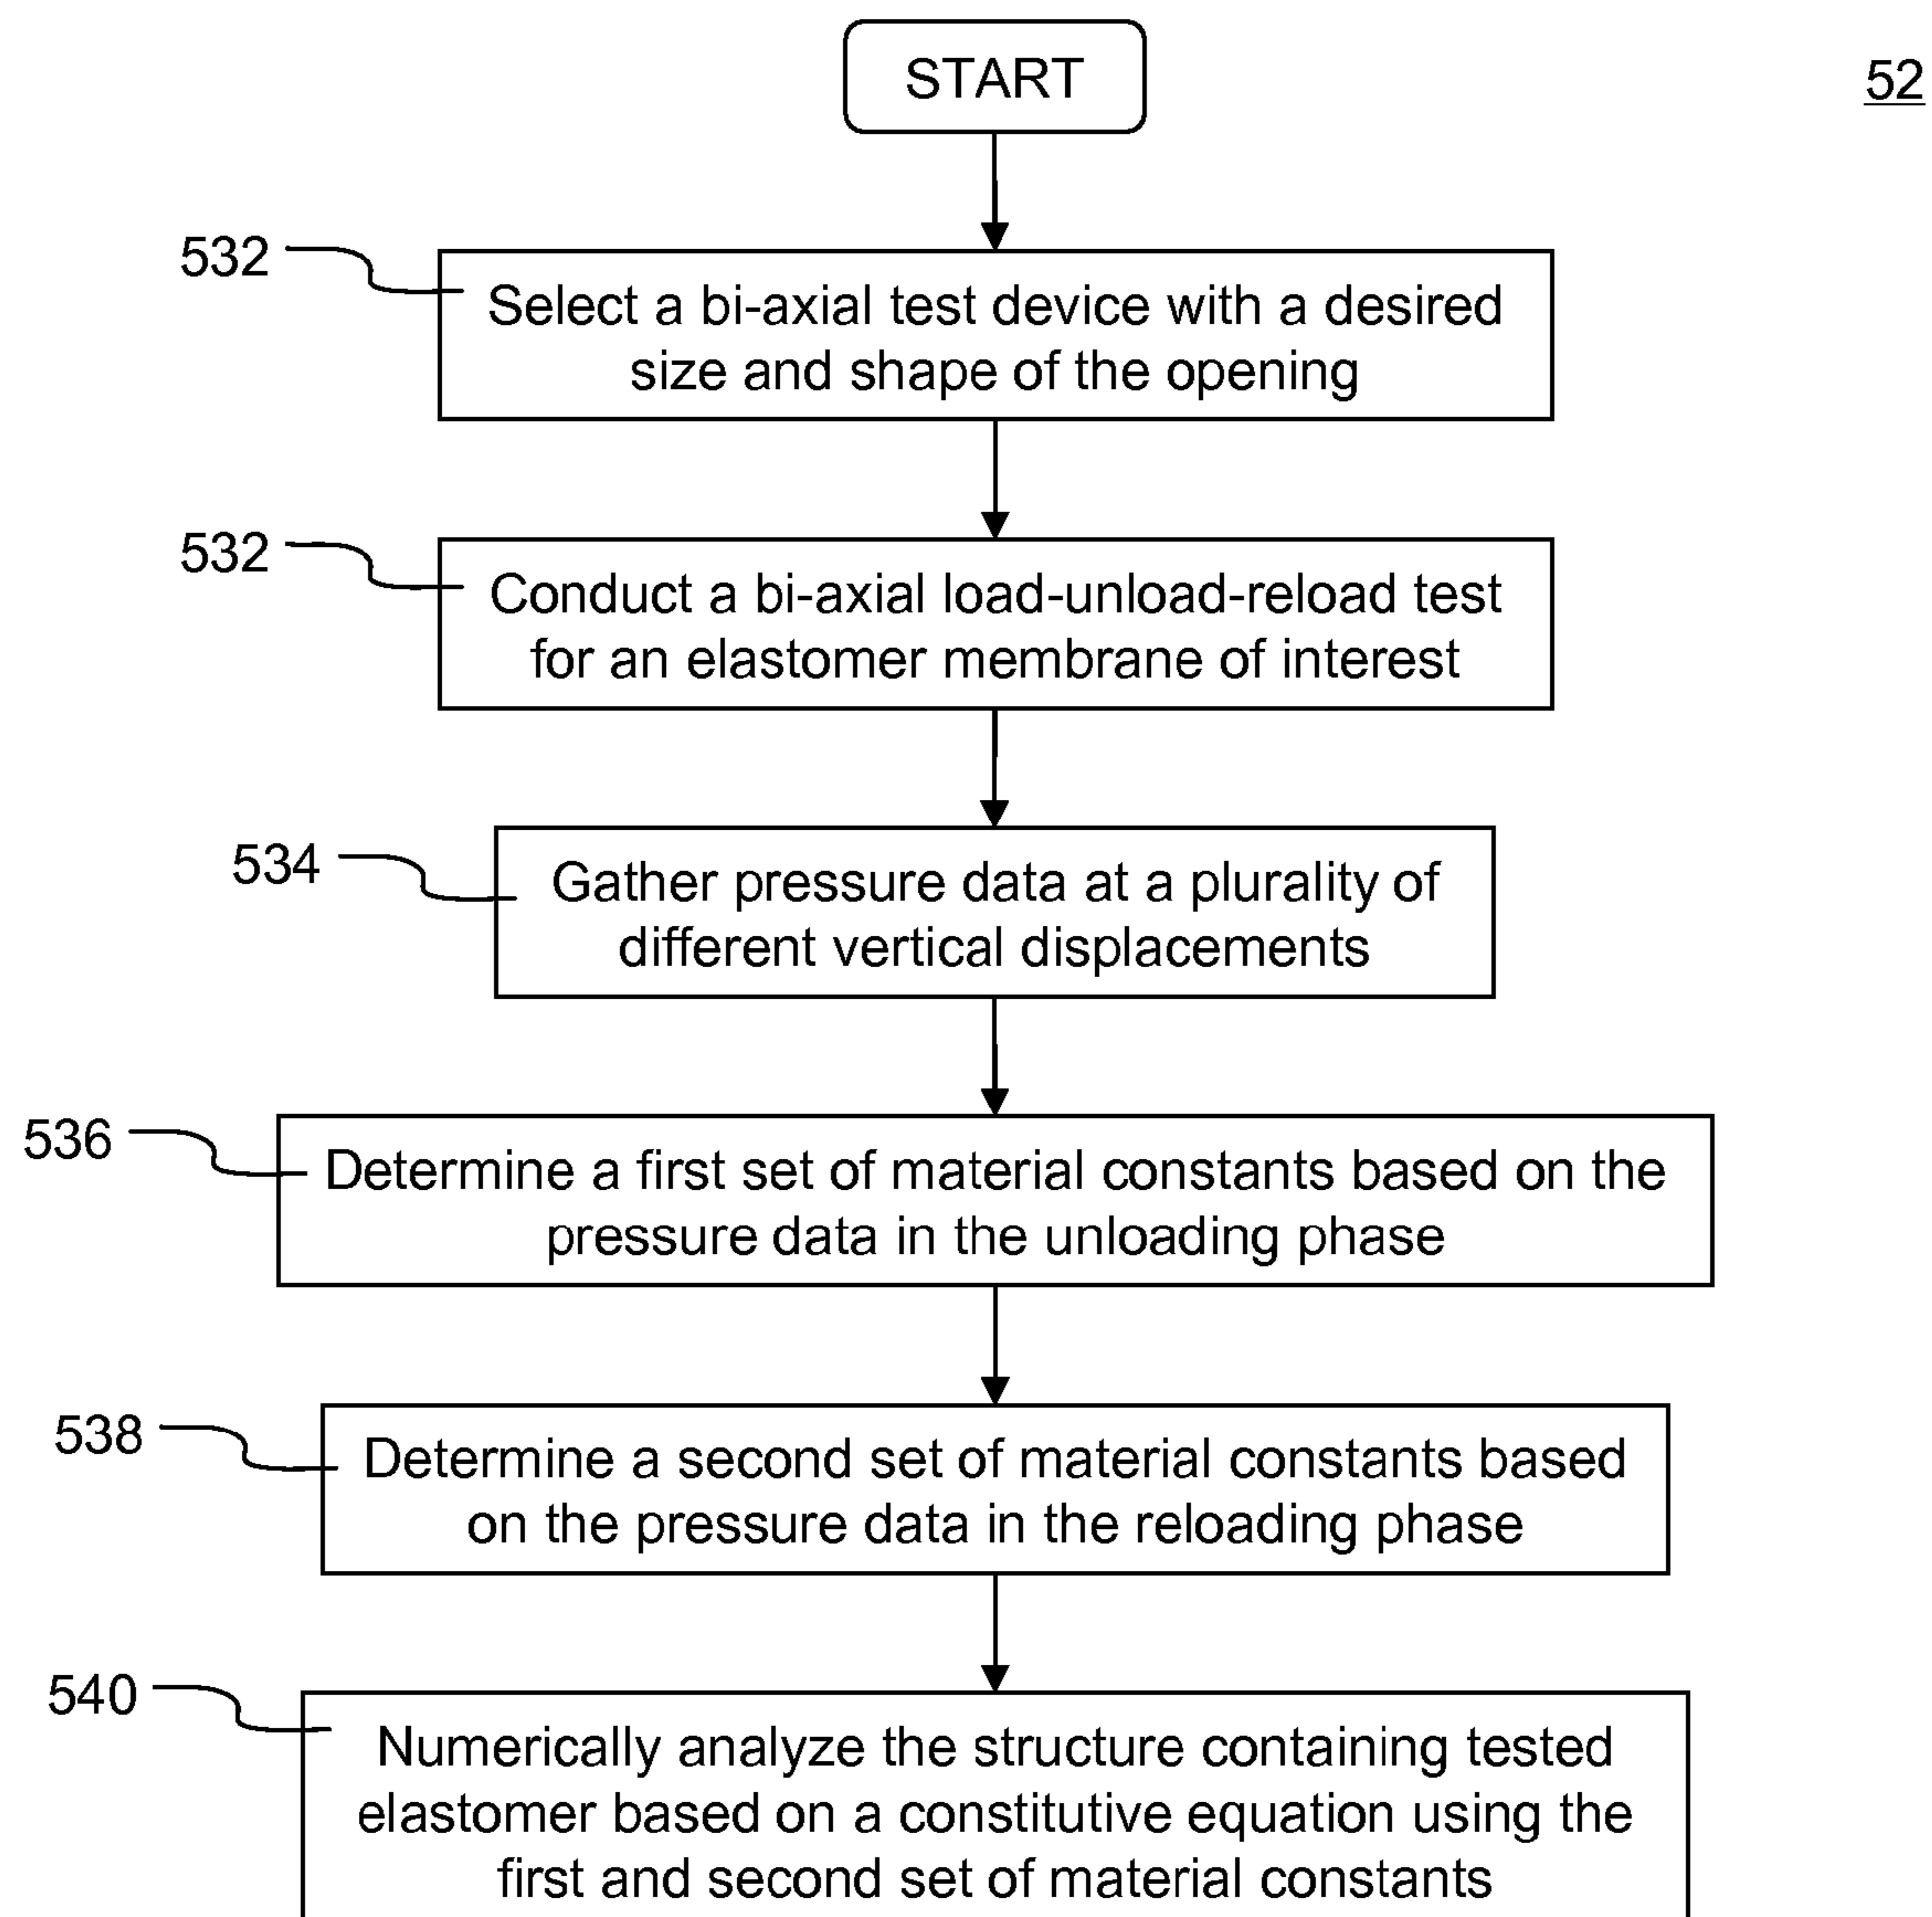 START
52
532
Select a bi-axial test device with a desired
size and shape of the opening
532
Conduct a bi-axial load-unload-reload test
for an elastomer membrane of interest
534
Gather pressure data at a plurality of
different vertical displacements
536
Determine a first set of material constants based on the
pressure data in the unloading phase
538
Determine a second set of material constants based
on the pressure data in the reloading phase
540
Numerically analyze the structure containing tested
elastomer based on a constitutive equation using the
first and second set of material constants